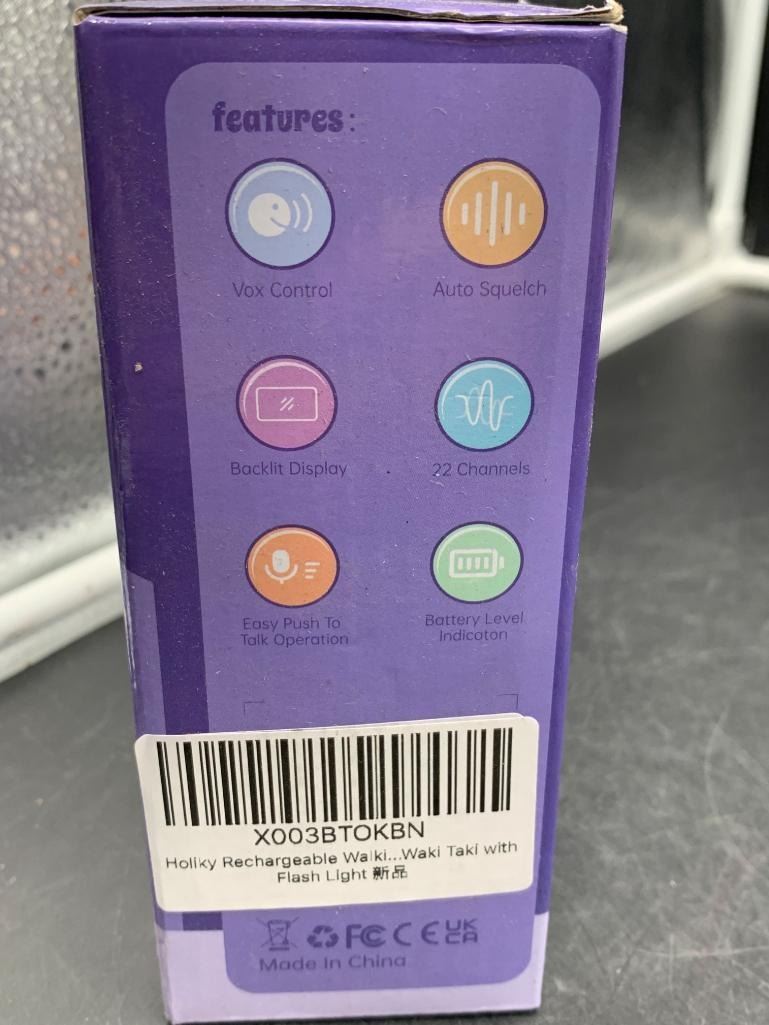 features:
Vox Control
Auto Squelch
Backlit Display
22 Channels
Easy Push To
Talk Operation
Battery Level
Indicaton
X003BTOKBN
Holiky Rechargeable Walki...Waki Taki with
Flash Light 新品
FC CE UK
CA
Made In China